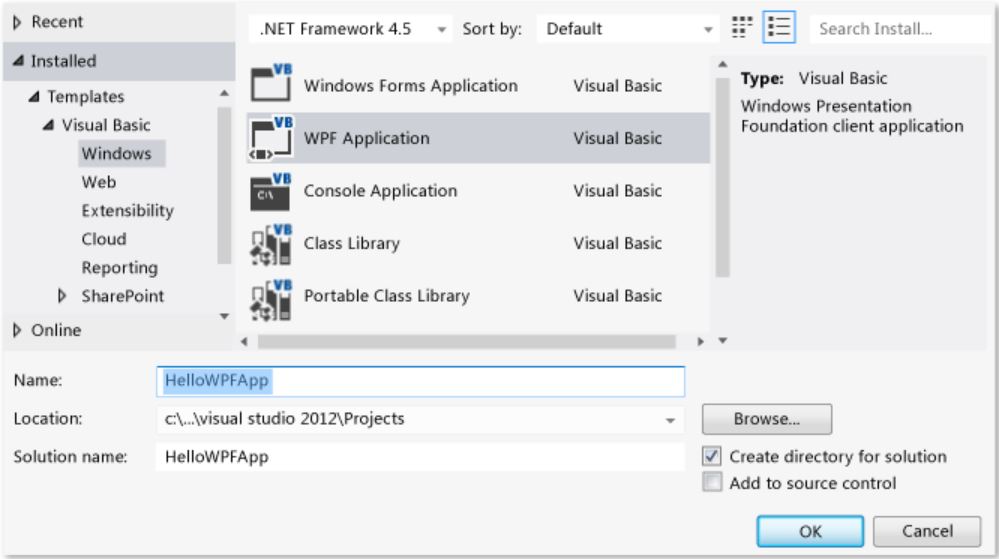 Recent
Installed
Templates
Visual Basic
Windows
Web
Extensibility
Cloud
Reporting
SharePoint
Online
.NET Framework 4.5 Sort by: Default Search Install...
VB Windows Forms Application Visual Basic
VB WPF Application Visual Basic
VB C:\ Console Application Visual Basic
VB Class Library Visual Basic
VB Portable Class Library Visual Basic
Type: Visual Basic
Windows Presentation
Foundation client application
Name: HelloWPFApp
Location: c:\...\visual studio 2012\Projects Browse...
Solution name: HelloWPFApp
Create directory for solution
Add to source control
OK Cancel